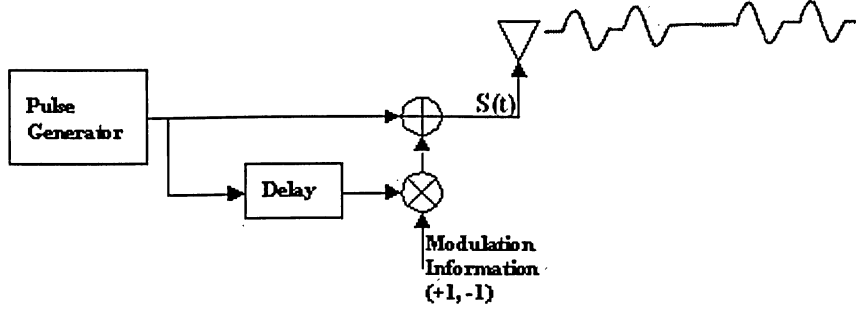 Pulse
Generator
S(t)
Delay
Modulation
Information
(+1, -1)